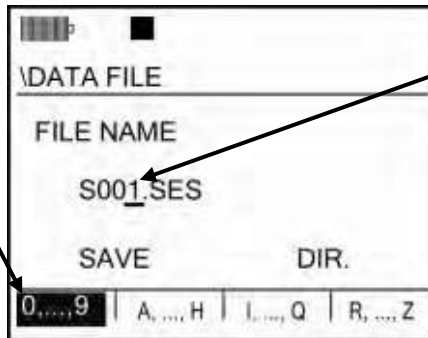 \DATA FILE
FILE NAME
S001.SES
SAVE DIR.
0,...,9 A, ..., H I, ..., Q R, ..., Z